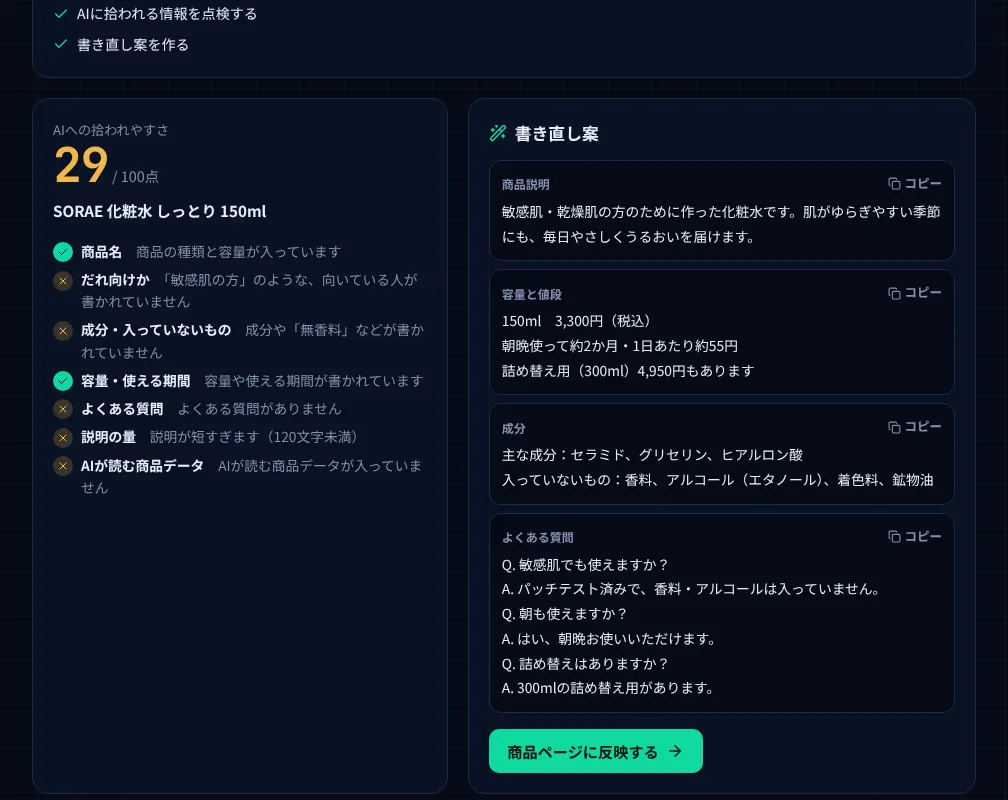 AIに拾われる情報を点検する
書き直し案を作る
AIへの拾われやすさ
29 / 100点
SORAE 化粧水 しっとり 150ml
商品名 商品の種類と容量が入っています
だれ向けか 「敏感肌の方」のような、向いている人が
書かれていません
成分・入っていないもの 成分や「無香料」などが書か
れていません
容量・使える期間 容量や使える期間が書かれています
よくある質問 よくある質問がありません
説明の量 説明が短すぎます（120文字未満）
AIが読む商品データ AIが読む商品データが入っていま
せん
書き直し案
商品説明 コピー
敏感肌・乾燥肌の方のために作った化粧水です。肌がゆらぎやすい季節
にも、毎日やさしくうるおいを届けます。
容量と値段 コピー
150ml 3,300円（税込）
朝晩使って約2か月・1日あたり約55円
詰め替え用（300ml）4,950円もあります
成分 コピー
主な成分：セラミド、グリセリン、ヒアルロン酸
入っていないもの：香料、アルコール（エタノール）、着色料、鉱物油
よくある質問 コピー
Q. 敏感肌でも使えますか？
A. パッチテスト済みで、香料・アルコールは入っていません。
Q. 朝も使えますか？
A. はい、朝晩お使いいただけます。
Q. 詰め替えはありますか？
A. 300mlの詰め替え用があります。
商品ページに反映する →